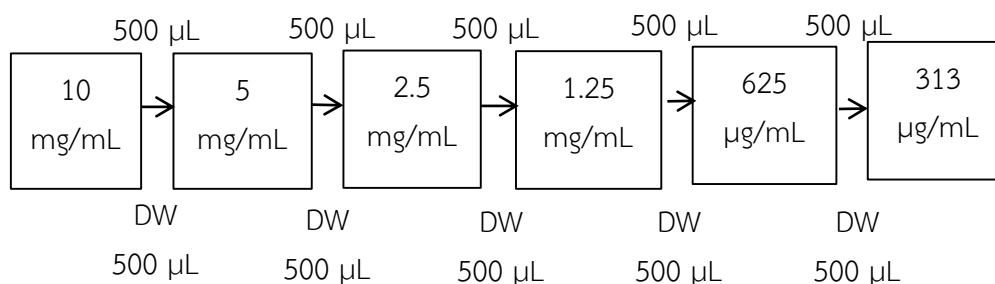 500 µL 500 µL 500 µL 500 µL 500 µL
10 5 2.5 1.25 625 313
mg/mL mg/mL mg/mL mg/mL µg/mL µg/mL
DW DW DW DW DW
500 µL 500 µL 500 µL 500 µL 500 µL